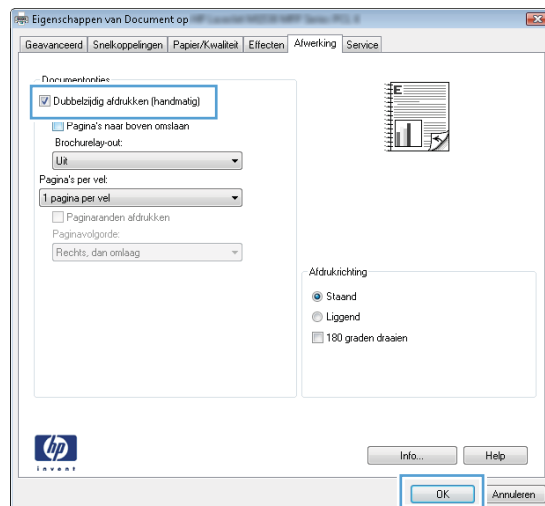 Eigenschappen van Document op
Geavanceerd Snelkoppelingen Papier/Kwaliteit Effecten Afwerking Service
Documentopties
Dubbelzijdig afdrukken (handmatig)
Pagina's naar boven omslaan
Brochurelay-out:
Uit
Pagina's per vel:
1 pagina per vel
Paginaranden afdrukken
Paginavolgorde:
Rechts, dan omlaag
E
Afdrukrichting
Staand
Liggend
180 graden draaien
hp
invent
Info... Help
OK Annuleren